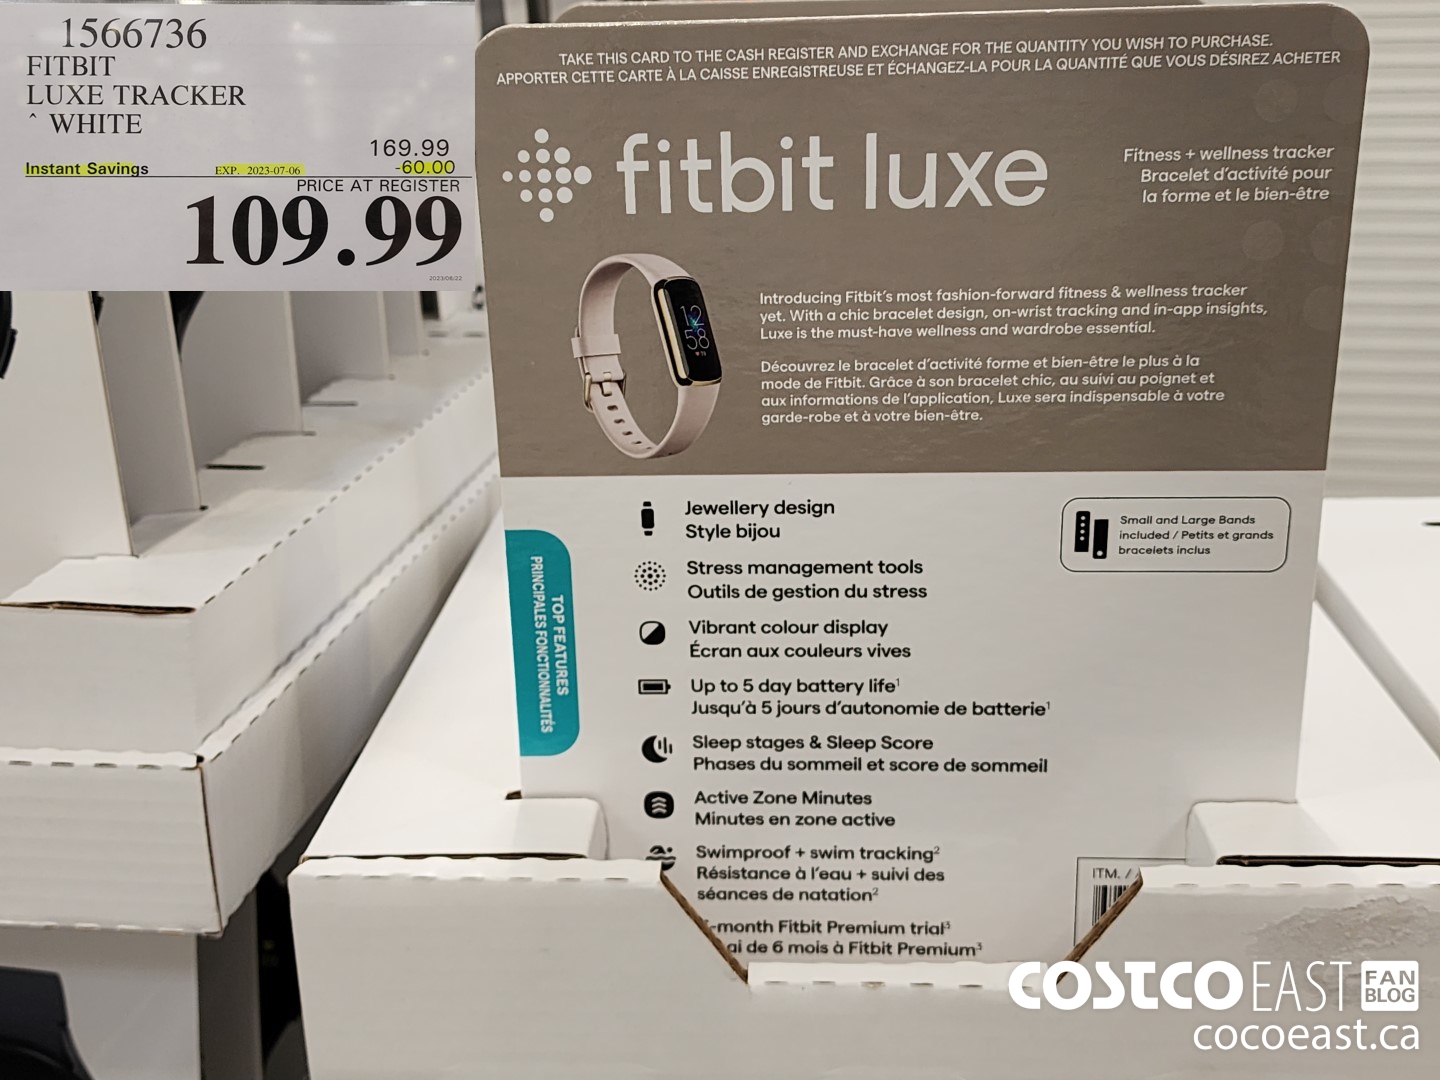 1566736
FITBIT
LUXE TRACKER
^ WHITE
169.99
Instant Savings EXP. 2023-07-06 -60.00
PRICE AT REGISTER
109.99
2023/06/22
TAKE THIS CARD TO THE CASH REGISTER AND EXCHANGE FOR THE QUANTITY YOU WISH TO PURCHASE.
APPORTER CETTE CARTE À LA CAISSE ENREGISTREUSE ET ÉCHANGEZ-LA POUR LA QUANTITÉ QUE VOUS DÉSIREZ ACHETER
fitbit luxe
Fitness + wellness tracker
Bracelet d'activité pour
la forme et le bien-être
12
58
Introducing Fitbit's most fashion-forward fitness & wellness tracker
yet. With a chic bracelet design, on-wrist tracking and in-app insights,
Luxe is the must-have wellness and wardrobe essential.
Découvrez le bracelet d'activité forme et bien-être le plus à la
mode de Fitbit. Grâce à son bracelet chic, au suivi au poignet et
aux informations de l'application, Luxe sera indispensable à votre
garde-robe et à votre bien-être.
TOP FEATURES
PRINCIPALES FONCTIONNALITÉS
Jewellery design
Style bijou
Small and Large Bands
included / Petits et grands
bracelets inclus
Stress management tools
Outils de gestion du stress
Vibrant colour display
Écran aux couleurs vives
Up to 5 day battery life¹
Jusqu'à 5 jours d'autonomie de batterie¹
Sleep stages & Sleep Score
Phases du sommeil et score de sommeil
Active Zone Minutes
Minutes en zone active
Swimproof + swim tracking²
Résistance à l'eau + suivi des
séances de natation²
-month Fitbit Premium trial³
ai de 6 mois à Fitbit Premium³
ITM. /
COSTCO EAST FAN BLOG
cocoeast.ca